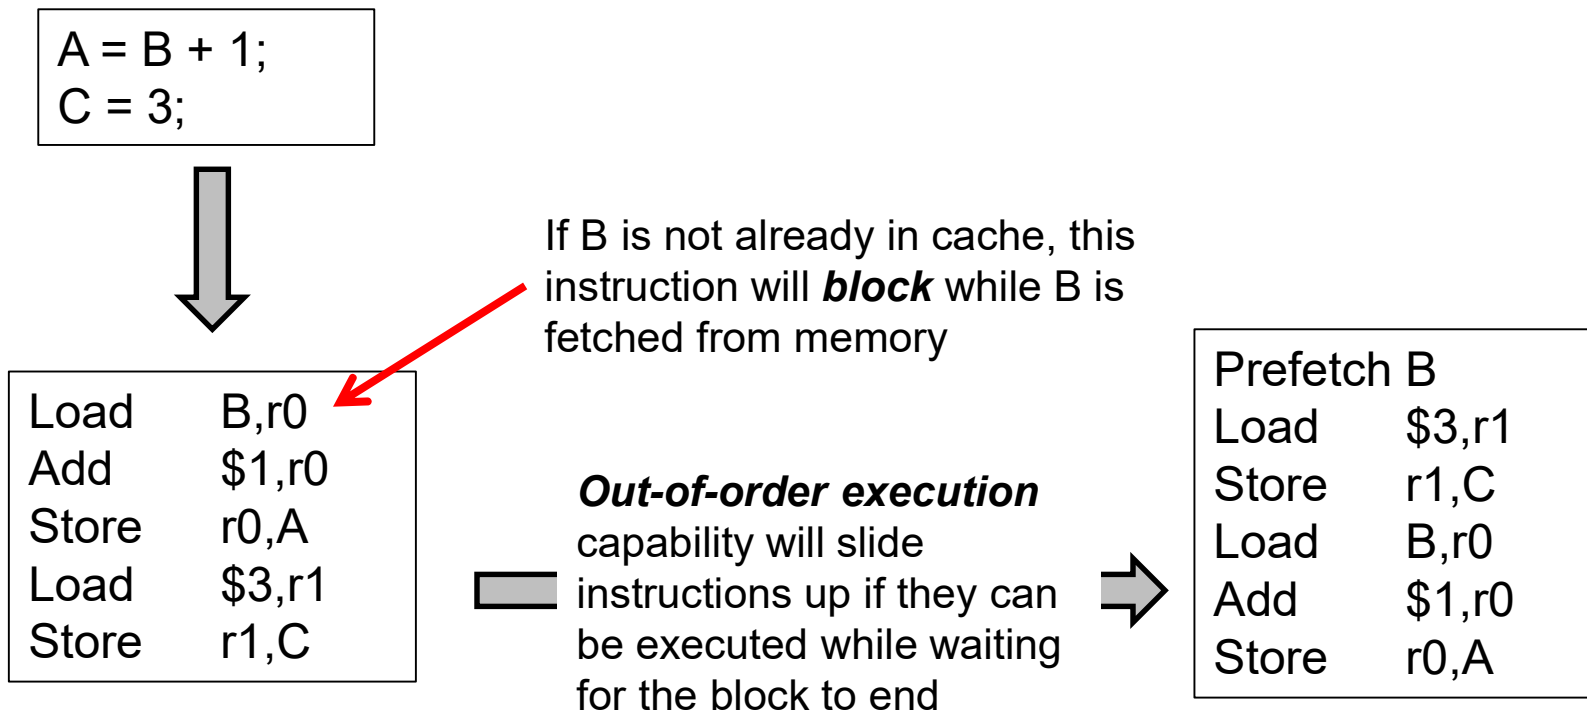 A = B + 1;
C = 3;
If B is not already in cache, this
instruction will block while B is
fetched from memory
Load B,r0
Add $1,r0
Store r0,A
Load $3,r1
Store r1,C
Out-of-order execution
capability will slide
instructions up if they can
be executed while waiting
for the block to end
Prefetch B
Load $3,r1
Store r1,C
Load B,r0
Add $1,r0
Store r0,A